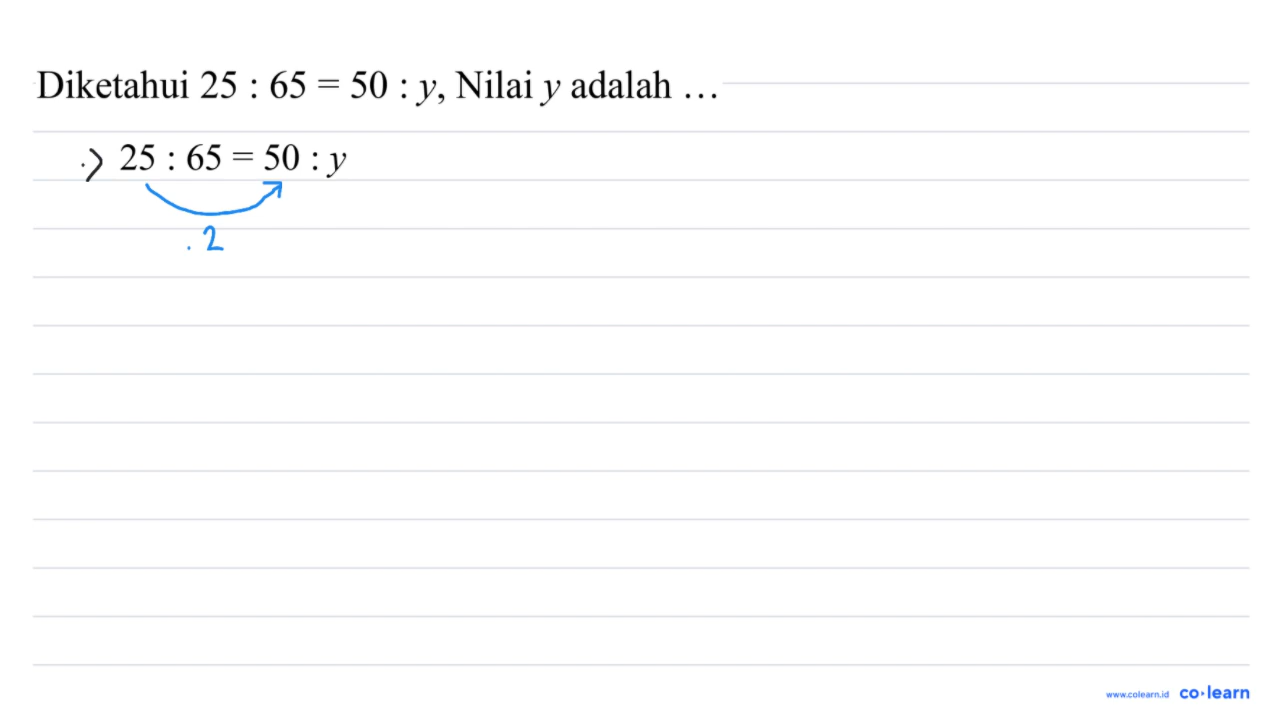 Diketahui 25 : 65 = 50 : y, Nilai y adalah …
·> 25 : 65 = 50 : y
. 2
www.colearn.id co·learn